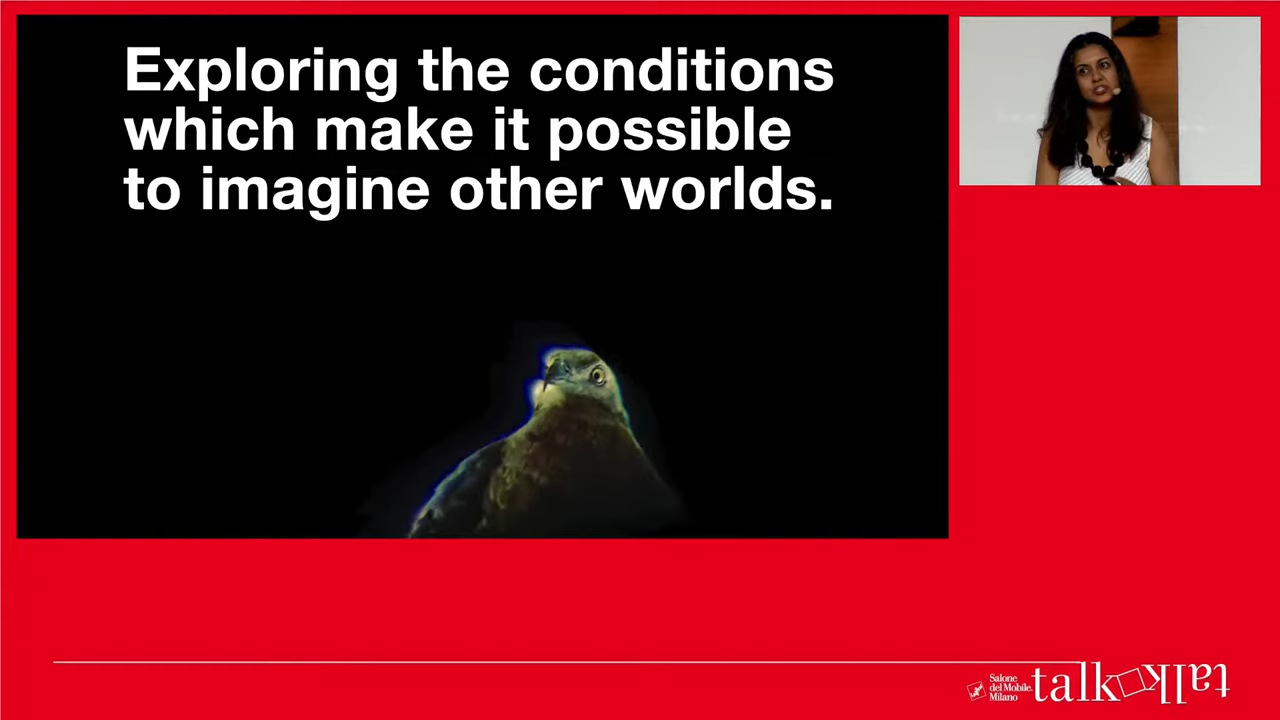 Exploring the conditions
which make it possible
to imagine other worlds.
Salone
del Mobile.
Milano
talk talk